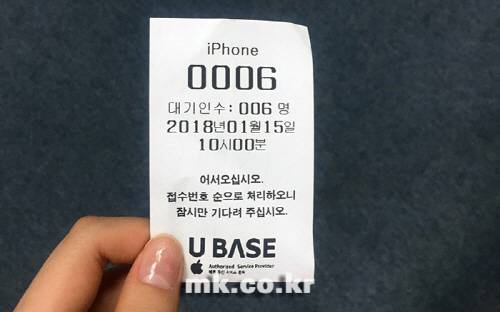 iPhone
0006
대기인수: 006 명
2018년01월15일
10시00분
어서오십시오.
접수번호 순으로 처리하오니
잠시만 기다려 주십시오.
U BASE
Authorized Service Provider
mk.co.kr